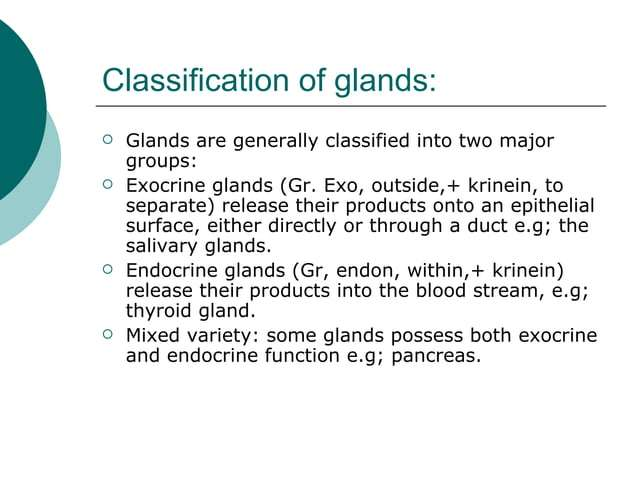 Classification of glands:
Glands are generally classified into two major
groups:
Exocrine glands (Gr. Exo, outside,+ krinein, to
separate) release their products onto an epithelial
surface, either directly or through a duct e.g; the
salivary glands.
Endocrine glands (Gr, endon, within,+ krinein)
release their products into the blood stream, e.g;
thyroid gland.
Mixed variety: some glands possess both exocrine
and endocrine function e.g; pancreas.